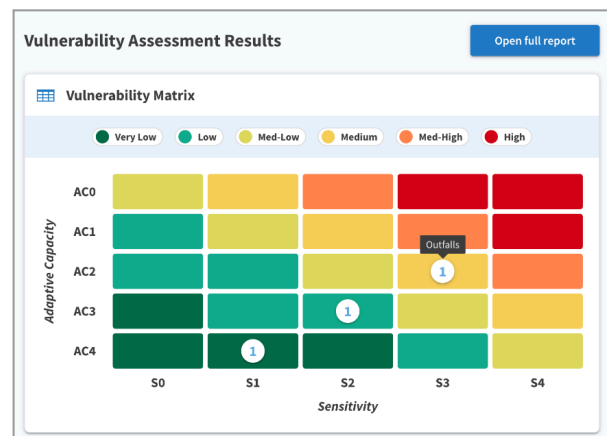 Vulnerability Assessment Results
Open full report
Vulnerability Matrix
Very Low Low Med-Low Medium Med-High High
AC0
AC1
Outfalls
AC2
1
AC3
1
AC4
1
Adaptive Capacity
S0 S1 S2 S3 S4
Sensitivity